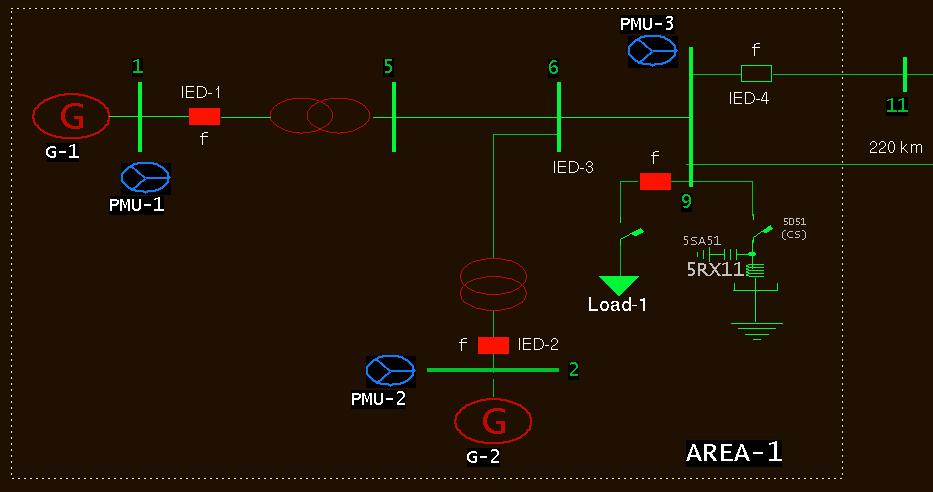 PMU-3
f
1
5
6
IED-1
IED-4
11
G
f
G-1
220 km
f
IED-3
PMU-1
9
5D51
(CS)
5SA51
5RX11
Load-1
f
IED-2
2
PMU-2
G
G-2
AREA-1